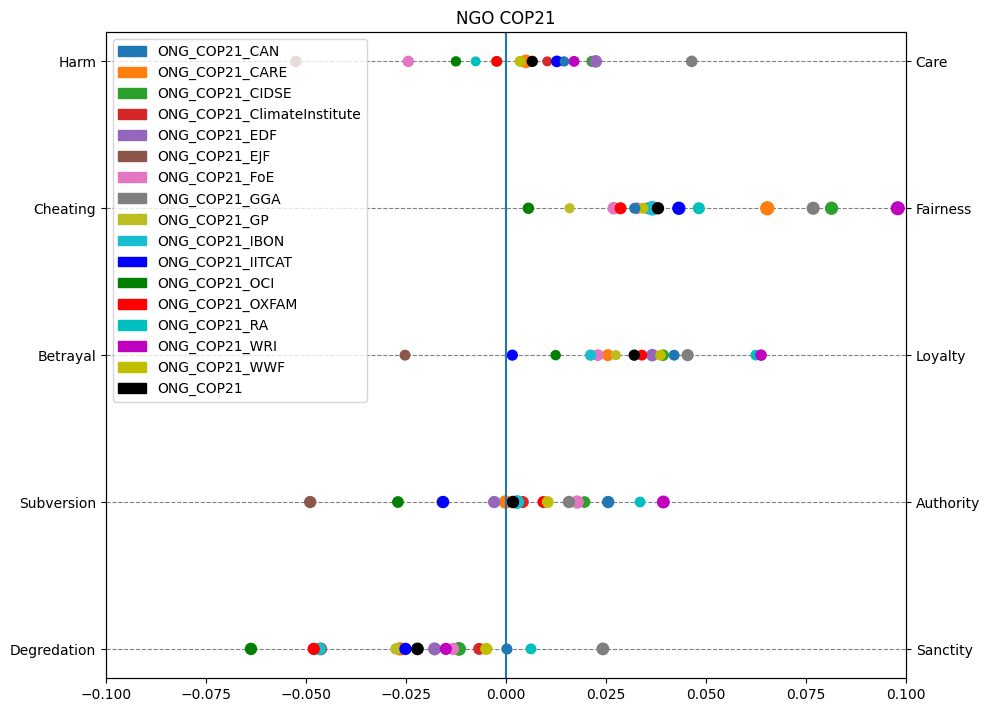 NGO COP21
Harm
Cheating
Betrayal
Subversion
Degredation
Care
Fairness
Loyalty
Authority
Sanctity
ONG_COP21_CAN
ONG_COP21_CARE
ONG_COP21_CIDSE
ONG_COP21_ClimateInstitute
ONG_COP21_EDF
ONG_COP21_EJF
ONG_COP21_FoE
ONG_COP21_GGA
ONG_COP21_GP
ONG_COP21_IBON
ONG_COP21_IITCAT
ONG_COP21_OCI
ONG_COP21_OXFAM
ONG_COP21_RA
ONG_COP21_WRI
ONG_COP21_WWF
ONG_COP21
−0.100 −0.075 −0.050 −0.025 0.000 0.025 0.050 0.075 0.100